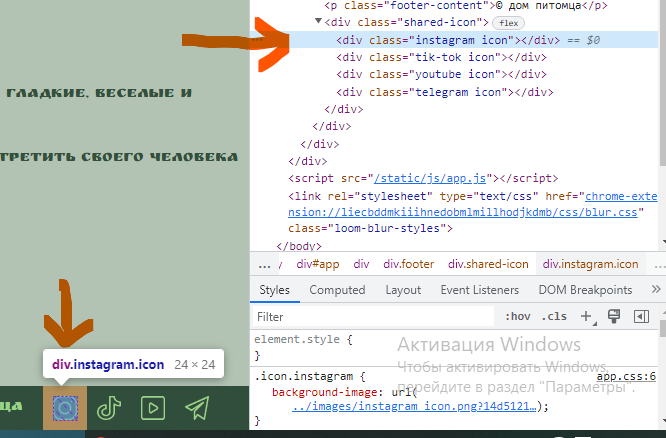 <p class="footer-content">© дом питомца</p>
▼<div class="shared-icon"> flex
<div class="instagram icon"></div> == $0
<div class="tik-tok icon"></div>
<div class="youtube icon"></div>
<div class="telegram icon"></div>
</div>
</div>
</div>
</div>
<script src="/static/js/app.js"></script>
<link rel="stylesheet" type="text/css" href="chrome-exte
nsion://liecbddmkiiihnedobmlmillhodjkdmb/css/blur.css"
class="loom-blur-styles">
</body>
гладкие, веселые и
третить своего человека
... div#app div div.footer div.shared-icon div.instagram.icon ...
Styles Computed Layout Event Listeners DOM Breakpoints »
Filter :hov .cls +
element.style {
}
.icon.instagram { app.css:6
background-image: url(
../images/instagram icon.png?14d5121…);
}
Активация Windows
Чтобы активировать Windows,
перейдите в раздел "Параметры".
div.instagram.icon 24 × 24
ца